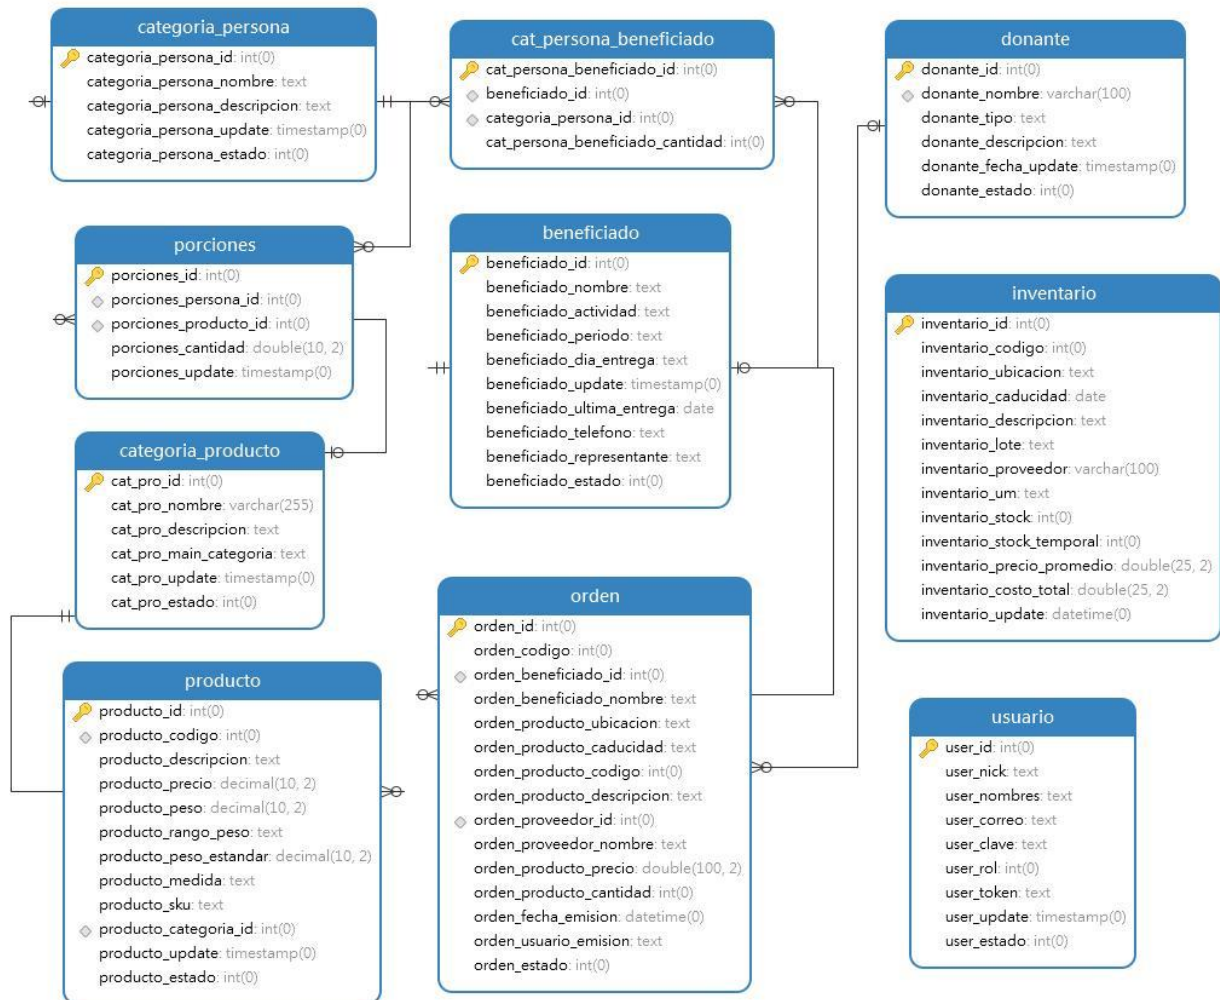 categoria_persona
categoria_persona_id: int(0)
categoria_persona_nombre: text
categoria_persona_descripcion: text
categoria_persona_update: timestamp(0)
categoria_persona_estado: int(0)
cat_persona_beneficiado
cat_persona_beneficiado_id: int(0)
beneficiado_id: int(0)
categoria_persona_id: int(0)
cat_persona_beneficiado_cantidad: int(0)
donante
donante_id: int(0)
donante_nombre: varchar(100)
donante_tipo: text
donante_descripcion: text
donante_fecha_update: timestamp(0)
donante_estado: int(0)
porciones
porciones_id: int(0)
porciones_persona_id: int(0)
porciones_producto_id: int(0)
porciones_cantidad: double(10, 2)
porciones_update: timestamp(0)
beneficiado
beneficiado_id: int(0)
beneficiado_nombre: text
beneficiado_actividad: text
beneficiado_periodo: text
beneficiado_dia_entrega: text
beneficiado_update: timestamp(0)
beneficiado_ultima_entrega: date
beneficiado_telefono: text
beneficiado_representante: text
beneficiado_estado: int(0)
inventario
inventario_id: int(0)
inventario_codigo: int(0)
inventario_ubicacion: text
inventario_caducidad: date
inventario_descripcion: text
inventario_lote: text
inventario_proveedor: varchar(100)
inventario_um: text
inventario_stock: int(0)
inventario_stock_temporal: int(0)
inventario_precio_promedio: double(25, 2)
inventario_costo_total: double(25, 2)
inventario_update: datetime(0)
categoria_producto
cat_pro_id: int(0)
cat_pro_nombre: varchar(255)
cat_pro_descripcion: text
cat_pro_main_categoria: text
cat_pro_update: timestamp(0)
cat_pro_estado: int(0)
orden
orden_id: int(0)
orden_codigo: int(0)
orden_beneficiado_id: int(0)
orden_beneficiado_nombre: text
orden_producto_ubicacion: text
orden_producto_caducidad: text
orden_producto_codigo: int(0)
orden_producto_descripcion: text
orden_proveedor_id: int(0)
orden_proveedor_nombre: text
orden_producto_precio: double(100, 2)
orden_producto_cantidad: int(0)
orden_fecha_emision: datetime(0)
orden_usuario_emision: text
orden_estado: int(0)
producto
producto_id: int(0)
producto_codigo: int(0)
producto_descripcion: text
producto_precio: decimal(10, 2)
producto_peso: decimal(10, 2)
producto_rango_peso: text
producto_peso_estandar: decimal(10, 2)
producto_medida: text
producto_sku: text
producto_categoria_id: int(0)
producto_update: timestamp(0)
producto_estado: int(0)
usuario
user_id: int(0)
user_nick: text
user_nombres: text
user_correo: text
user_clave: text
user_rol: int(0)
user_token: text
user_update: timestamp(0)
user_estado: int(0)